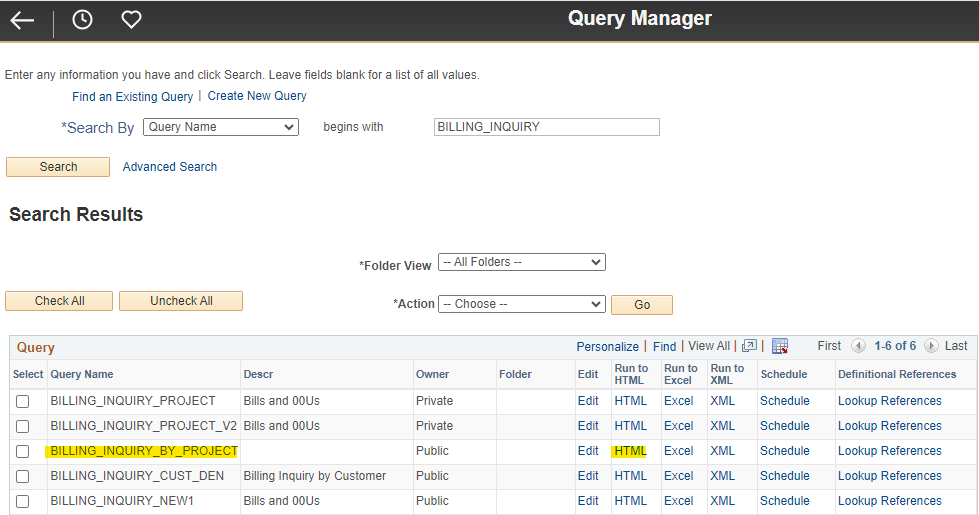 Query Manager
Enter any information you have and click Search. Leave fields blank for a list of all values.
Find an Existing Query | Create New Query
*Search By Query Name begins with BILLING_INQUIRY
Search Advanced Search
Search Results
*Folder View -- All Folders --
Check All Uncheck All *Action -- Choose -- Go
Query Personalize | Find | View All | | First 1-6 of 6 Last
Select Query Name Descr Owner Folder Edit Run to HTML Run to Excel Run to XML Schedule Definitional References
BILLING_INQUIRY_PROJECT Bills and 00Us Private Edit HTML Excel XML Schedule Lookup References
BILLING_INQUIRY_PROJECT_V2 Bills and 00Us Private Edit HTML Excel XML Schedule Lookup References
BILLING_INQUIRY_BY_PROJECT Public Edit HTML Excel XML Schedule Lookup References
BILLING_INQUIRY_CUST_DEN Billing Inquiry by Customer Public Edit HTML Excel XML Schedule Lookup References
BILLING_INQUIRY_NEW1 Bills and 00Us Public Edit HTML Excel XML Schedule Lookup References